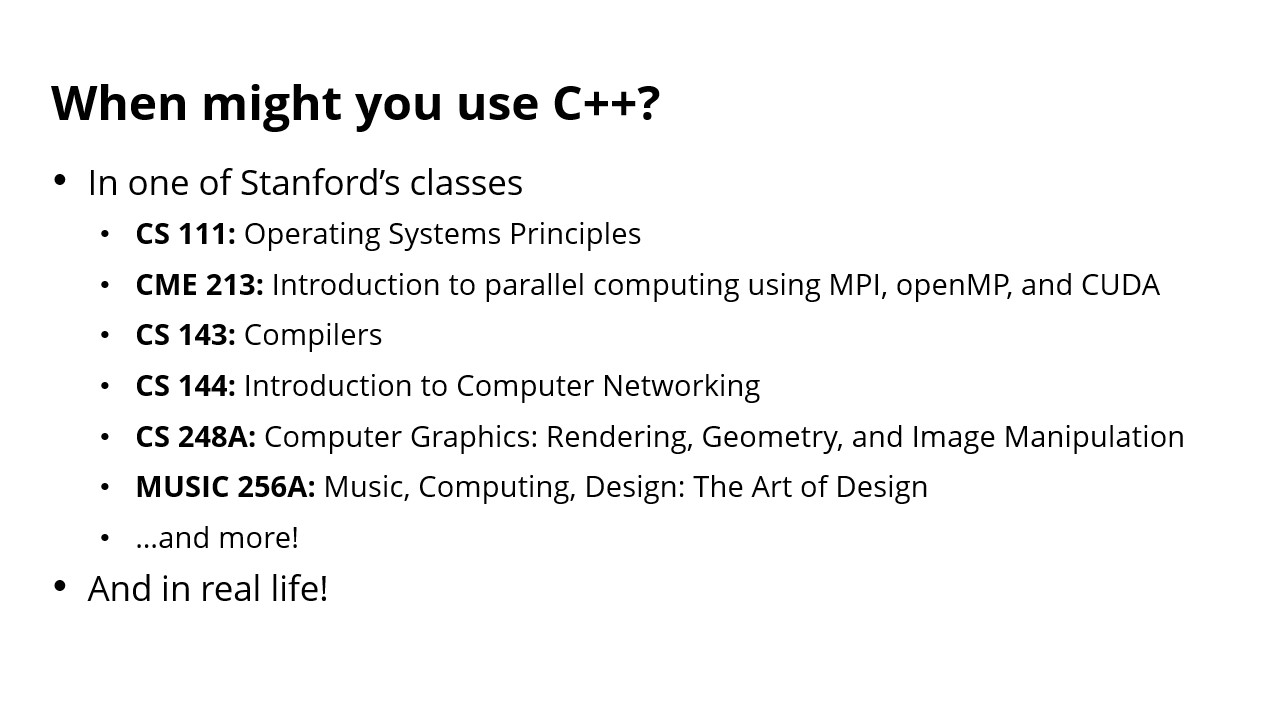 When might you use C++?
• In one of Stanford’s classes
• CS 111: Operating Systems Principles
• CME 213: Introduction to parallel computing using MPI, openMP, and CUDA
• CS 143: Compilers
• CS 144: Introduction to Computer Networking
• CS 248A: Computer Graphics: Rendering, Geometry, and Image Manipulation
• MUSIC 256A: Music, Computing, Design: The Art of Design
• …and more!
• And in real life!